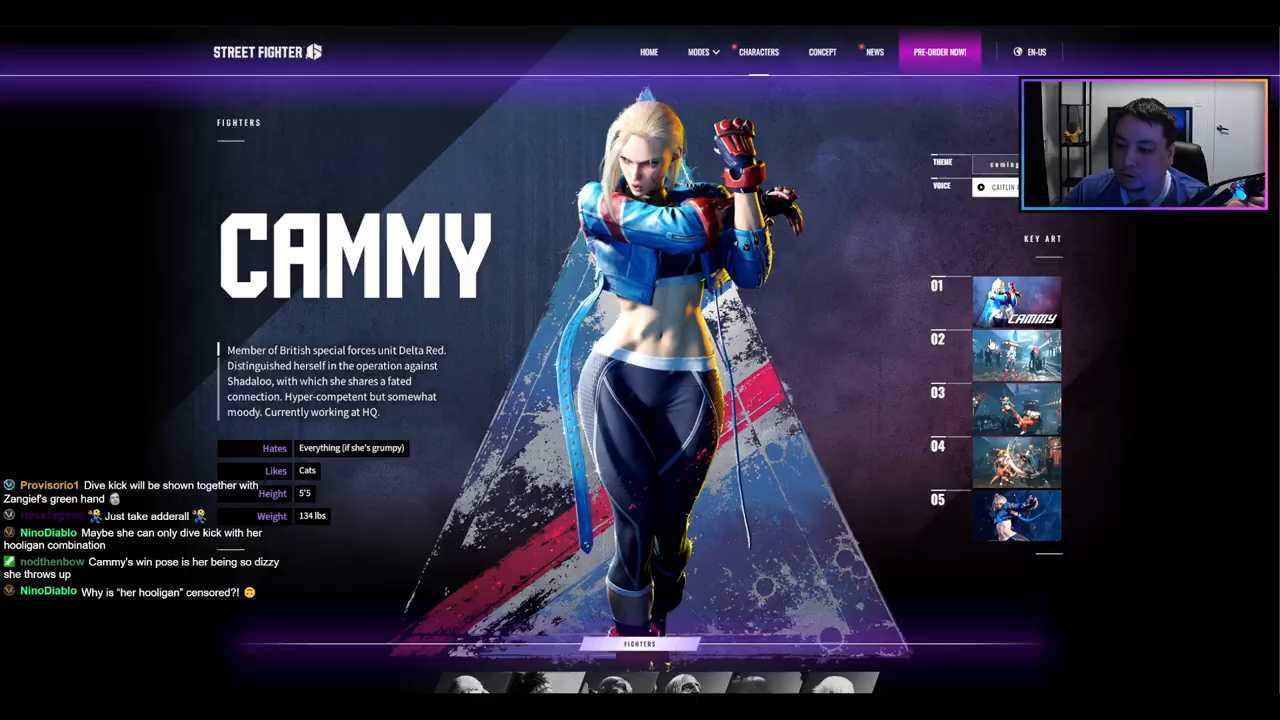 STREET FIGHTER 6
HOME
MODES
CHARACTERS
CONCEPT
NEWS
PRE-ORDER NOW!
EN-US
FIGHTERS
CAMMY
Member of British special forces unit Delta Red.
Distinguished herself in the operation against
Shadaloo, with which she shares a fated
connection. Hyper-competent but somewhat
moody. Currently working at HQ.
Hates Everything (if she's grumpy)
Likes Cats
Height 5'5
Weight 134 lbs
THEME coming
VOICE CAITLIN
KEY ART
01
CAMMY
02
03
04
05
Provisorio1 Dive kick will be shown together with
Zangief's green hand
Just take adderall
NinoDiablo Maybe she can only dive kick with her
hooligan combination
nodthenbow Cammy's win pose is her being so dizzy
she throws up
NinoDiablo Why is “her hooligan” censored?! 🙃
FIGHTERS